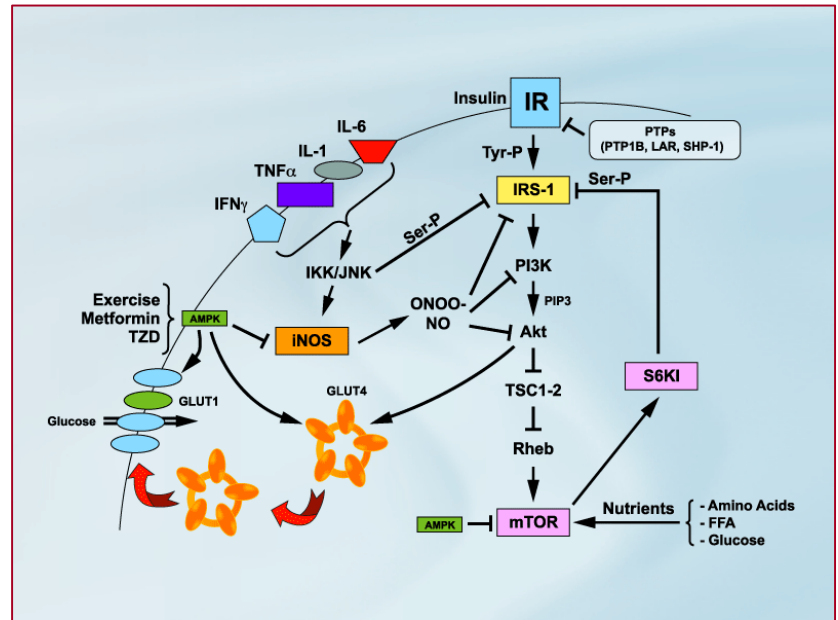 Insulin
IR
PTPs
(PTP1B, LAR, SHP-1)
IL-6
IL-1
TNFα
IFNγ
Tyr-P
IRS-1
Ser-P
Ser-P
IKK/JNK
PI3K
PIP3
ONOO-
NO
Akt
Exercise
Metformin
TZD
AMPK
iNOS
TSC1-2
S6KI
GLUT4
GLUT1
Glucose
Rheb
AMPK
mTOR
Nutrients
- Amino Acids
- FFA
- Glucose